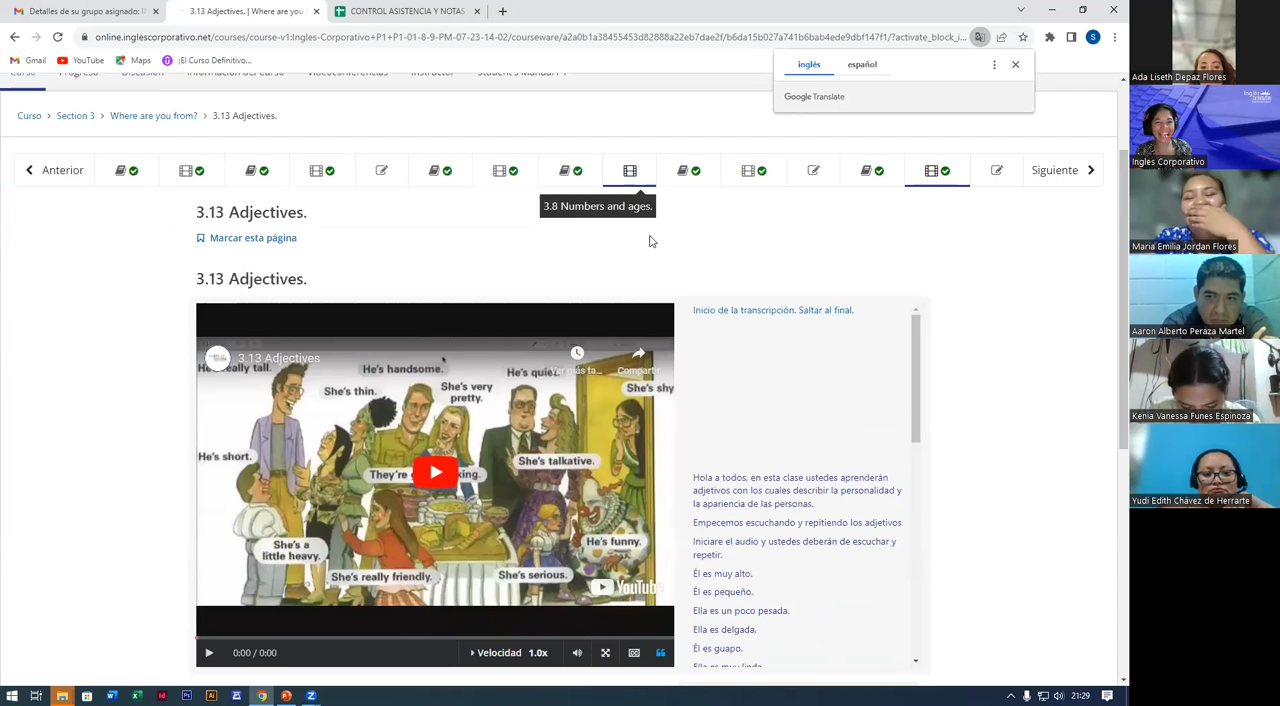 Detalles de su grupo asignado: I
3.13 Adjectives. | Where are you f
CONTROL ASISTENCIA Y NOTAS
online.inglescorporativo.net/courses/course-v1:Ingles-Corporativo+P1+P1-01-8-9-PM-07-23-14-02/courseware/a2a0b1a38455453d82888a22eb7dae2f/b6da15b027a741b6bab4ede9dbf147f1/?activate_block_i...
Gmail
YouTube
Maps
¡El Curso Definitivo...
inglés
español
Google Translate
Curso
Section 3
Where are you from?
3.13 Adjectives.
Anterior
Siguiente
3.8 Numbers and ages.
3.13 Adjectives.
Marcar esta página
3.13 Adjectives.
3.13 Adjectives
Ver más ta...
Compartir
He's really tall.
He's handsome.
He's quiet.
She's thin.
She's very
pretty.
She's shy
He's short.
She's talkative.
She's a
little heavy.
She's really friendly.
She's serious.
He's funny.
YouTube
0:00 / 0:00
Velocidad 1.0x
Inicio de la transcripción. Saltar al final.
Hola a todos, en esta clase ustedes aprenderán
adjetivos con los cuales describir la personalidad y
la apariencia de las personas.
Empecemos escuchando y repitiendo los adjetivos
Iniciare el audio y ustedes deberán de escuchar y
repetir.
Él es muy alto.
Él es pequeño.
Ella es un poco pesada.
Ella es delgada.
Él es guapo.
Ella es muy linda
Ada Liseth Depaz Flores
Ingles Corporativo
Maria Emilia Jordan Flores
Aaron Alberto Peraza Martel
Kenia Vanessa Funes Espinoza
Yudi Edith Chávez de Herrarte
21:29